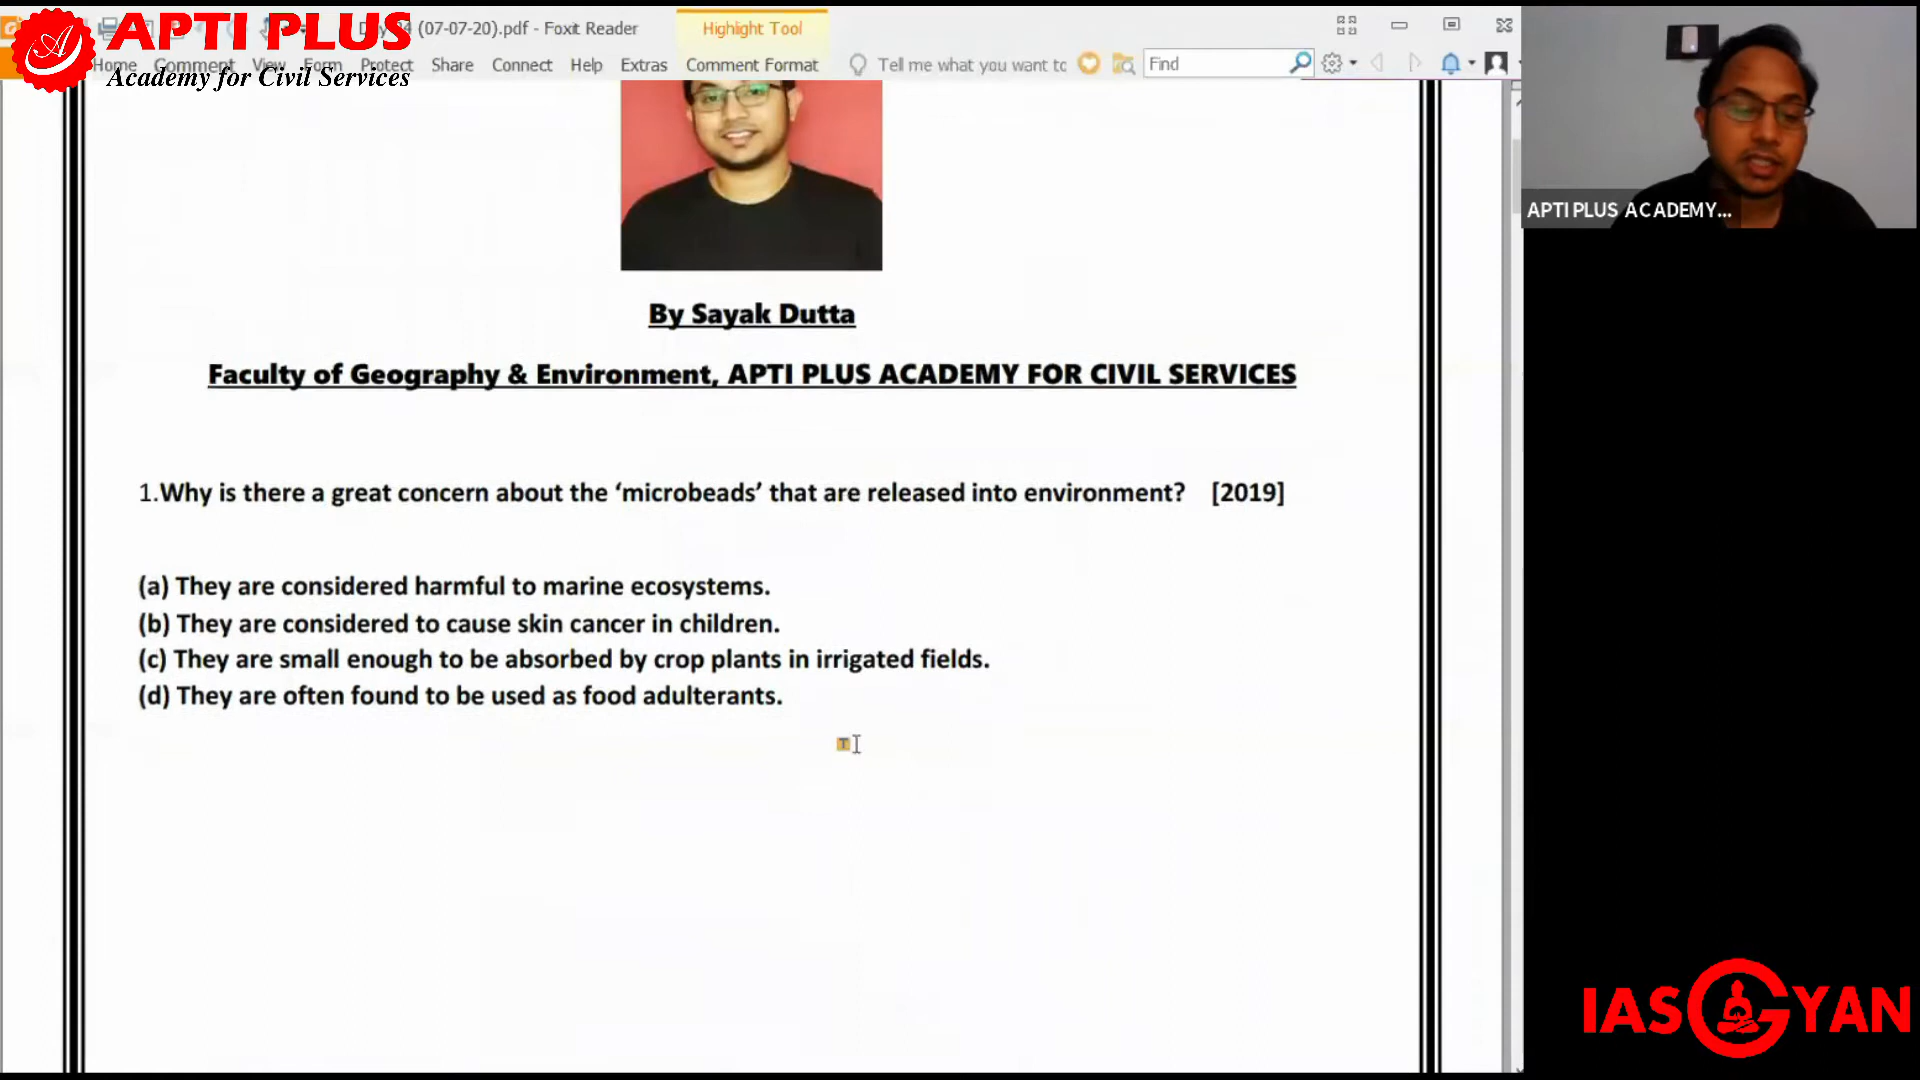 APTI PLUS
Academy for Civil Services
(07-07-20).pdf - Foxit Reader
Highlight Tool
Home Comment View Form Protect Share Connect Help Extras Comment Format Tell me what you want to Find
APTI PLUS ACADEMY...
By Sayak Dutta
Faculty of Geography & Environment, APTI PLUS ACADEMY FOR CIVIL SERVICES
1.Why is there a great concern about the ‘microbeads’ that are released into environment? [2019]
(a) They are considered harmful to marine ecosystems.
(b) They are considered to cause skin cancer in children.
(c) They are small enough to be absorbed by crop plants in irrigated fields.
(d) They are often found to be used as food adulterants.
IASGYAN